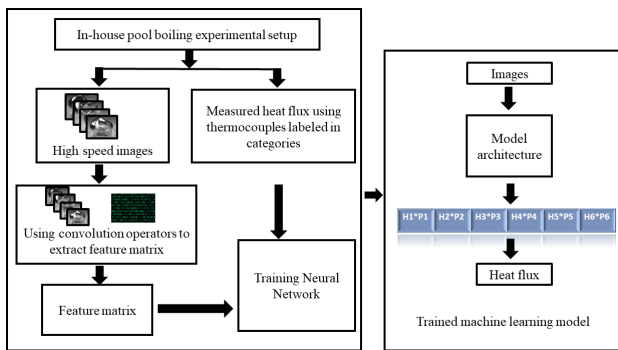 In-house pool boiling experimental setup
High speed images
Measured heat flux using
thermocouples labeled in
categories
Using convolution operators to
extract feature matrix
Feature matrix
Training Neural
Network
Images
Model
architecture
H1*P1 H2*P2 H3*P3 H4*P4 H5*P5 H6*P6
Heat flux
Trained machine learning model